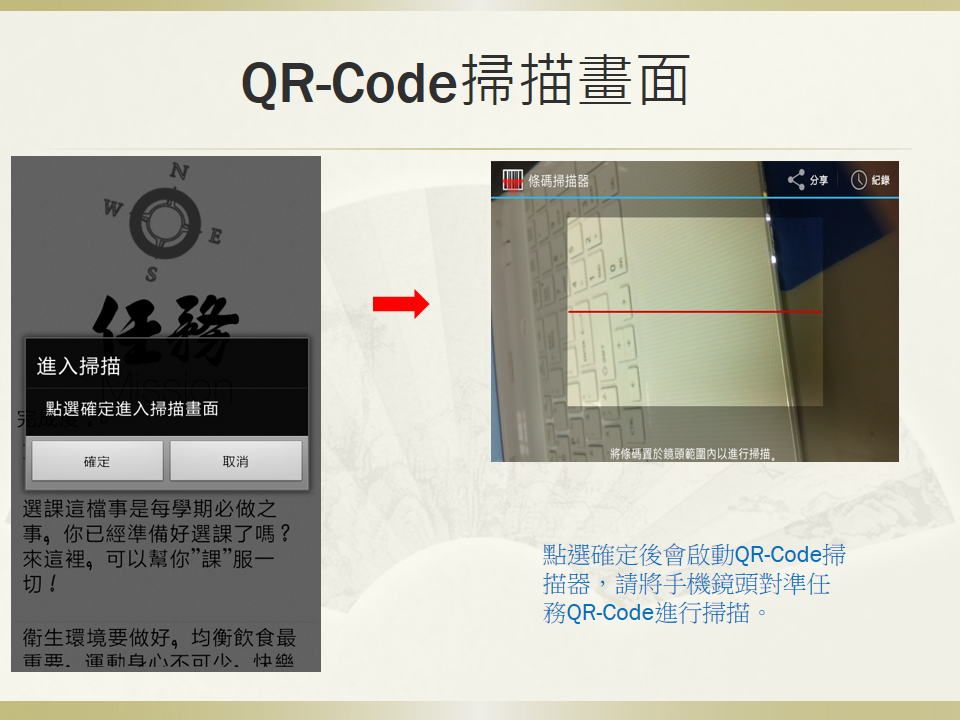 QR-Code掃描畫面
N
W
E
S
任務
Mission
進入掃描
點選確定進入掃描畫面
確定
取消
選課這檔事是每學期必做之
事，你已經準備好選課了嗎？
來這裡，可以幫你"課"服一
切！
衛生環境要做好，均衡飲食最
重要，運動身心不可少，快樂
條碼掃描器
分享
紀錄
將條碼置於鏡頭範圍內以進行掃描。
點選確定後會啟動QR-Code掃
描器，請將手機鏡頭對準任
務QR-Code進行掃描。